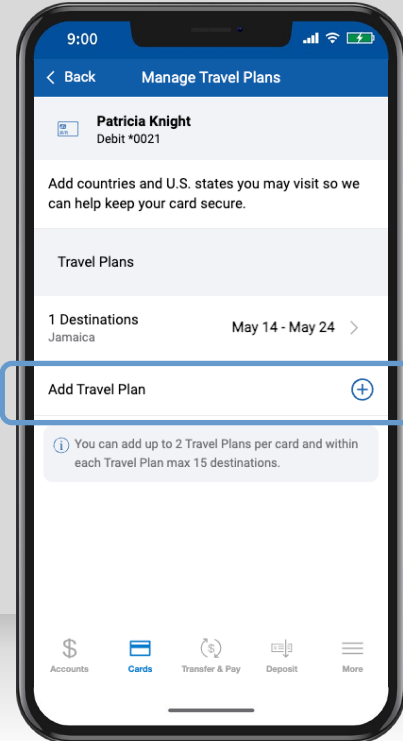 9:00
Back Manage Travel Plans
Patricia Knight
Debit *0021
Add countries and U.S. states you may visit so we
can help keep your card secure.
Travel Plans
1 Destinations
Jamaica
May 14 - May 24
Add Travel Plan
You can add up to 2 Travel Plans per card and within
each Travel Plan max 15 destinations.
Accounts Cards Transfer & Pay Deposit More